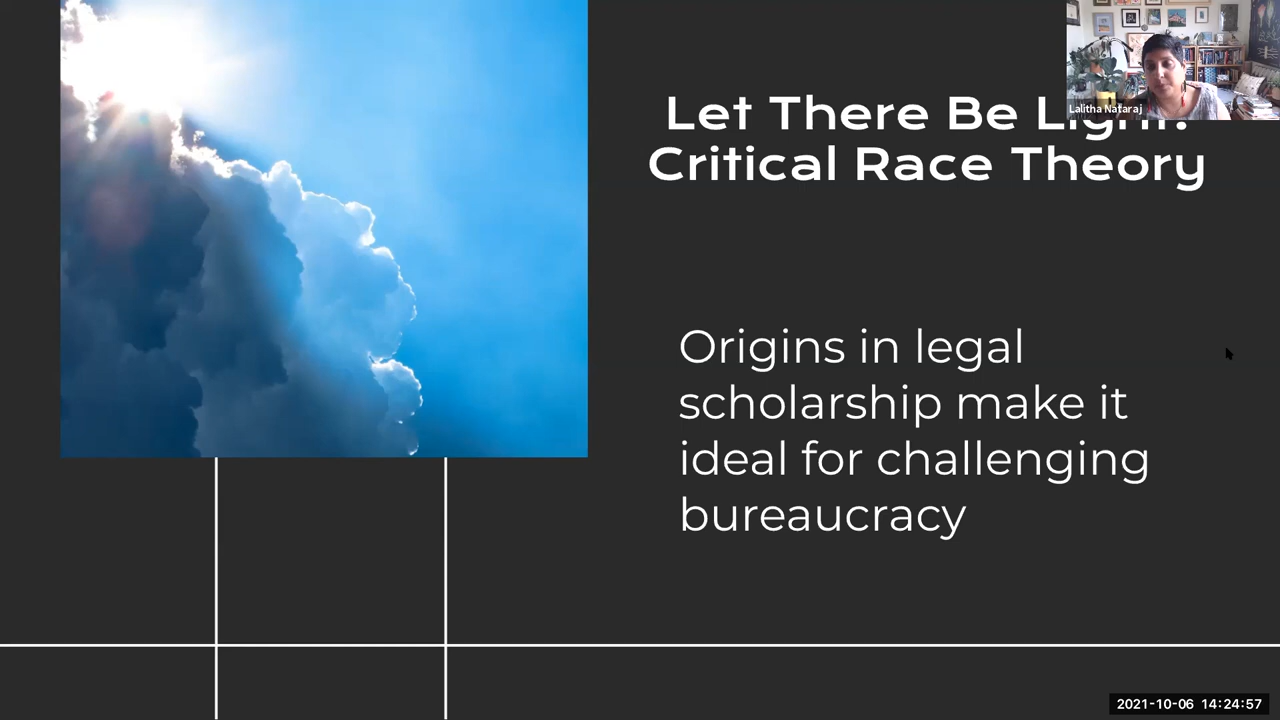 Let There Be Light:
Critical Race Theory
Lalitha Nataraj
Origins in legal
scholarship make it
ideal for challenging
bureaucracy
2021-10-06 14:24:57